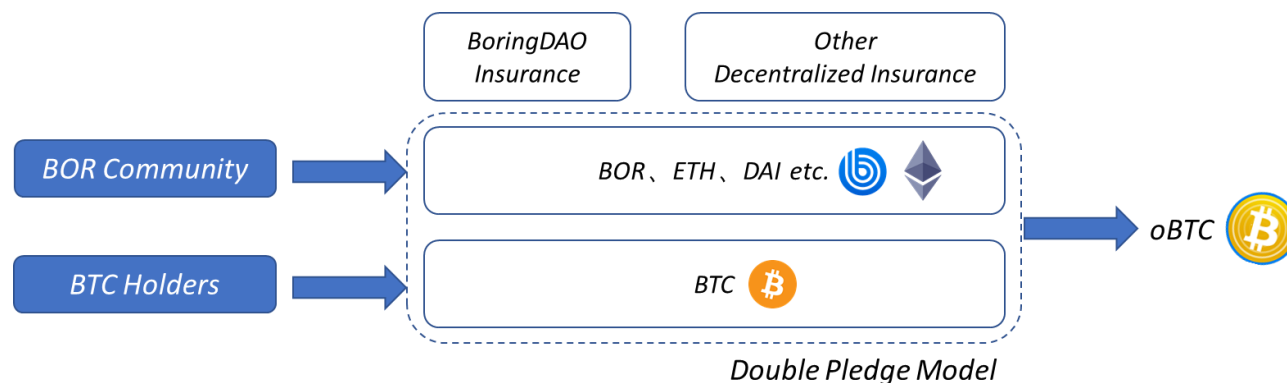 BoringDAO
Insurance
Other
Decentralized Insurance
BOR Community
BOR、ETH、DAI etc.
BTC Holders
BTC
oBTC
Double Pledge Model